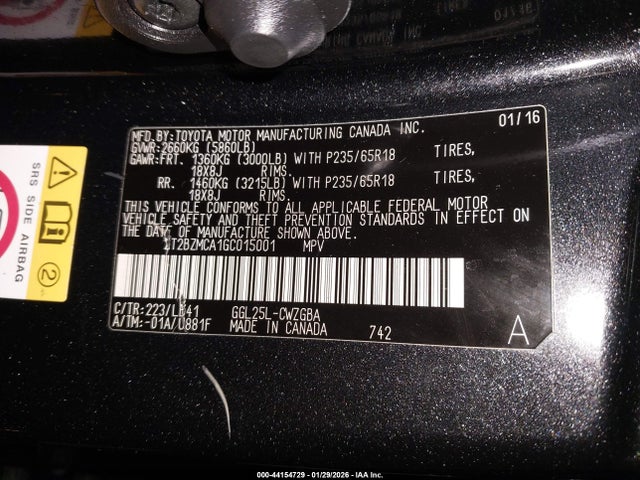 MFD.BY:TOYOTA MOTOR MANUFACTURING CANADA INC. 01/16
GVWR:2660KG (5860LB)
GAWR:FRT. 1360KG (3000LB) WITH P235/65R18 TIRES,
18X8J RIMS.
RR. 1460KG (3215LB) WITH P235/65R18 TIRES,
18X8J RIMS.
THIS VEHICLE CONFORMS TO ALL APPLICABLE FEDERAL MOTOR
VEHICLE SAFETY AND THEFT PREVENTION STANDARDS IN EFFECT ON
THE DATE OF MANUFACTURE SHOWN ABOVE.
2T2BZMCA1GC015001 MPV
C/TR:223/LB41 GGL25L-CWZGBA
A/TM:-01A/U881F MADE IN CANADA 742 A
SRS SIDE AIRBAG
2
000-44154729 - 01/29/2026 - IAA Inc.